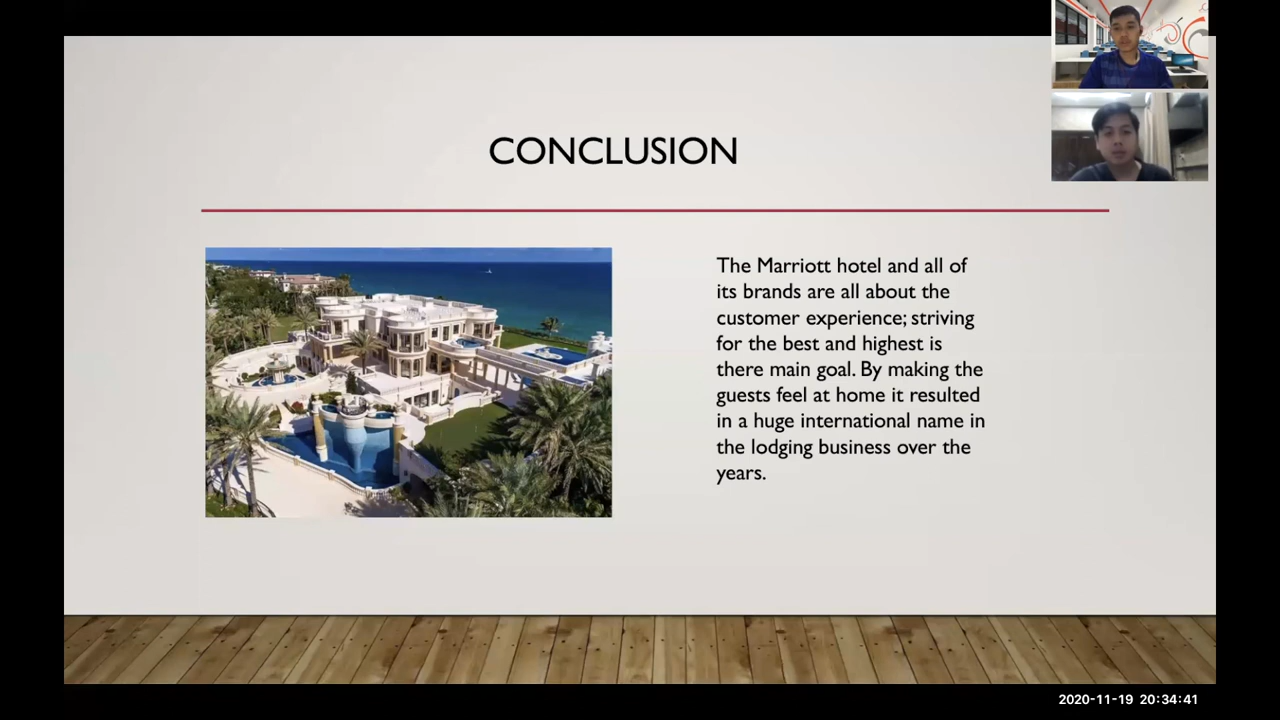 CONCLUSION
The Marriott hotel and all of
its brands are all about the
customer experience; striving
for the best and highest is
there main goal. By making the
guests feel at home it resulted
in a huge international name in
the lodging business over the
years.
2020-11-19 20:34:41